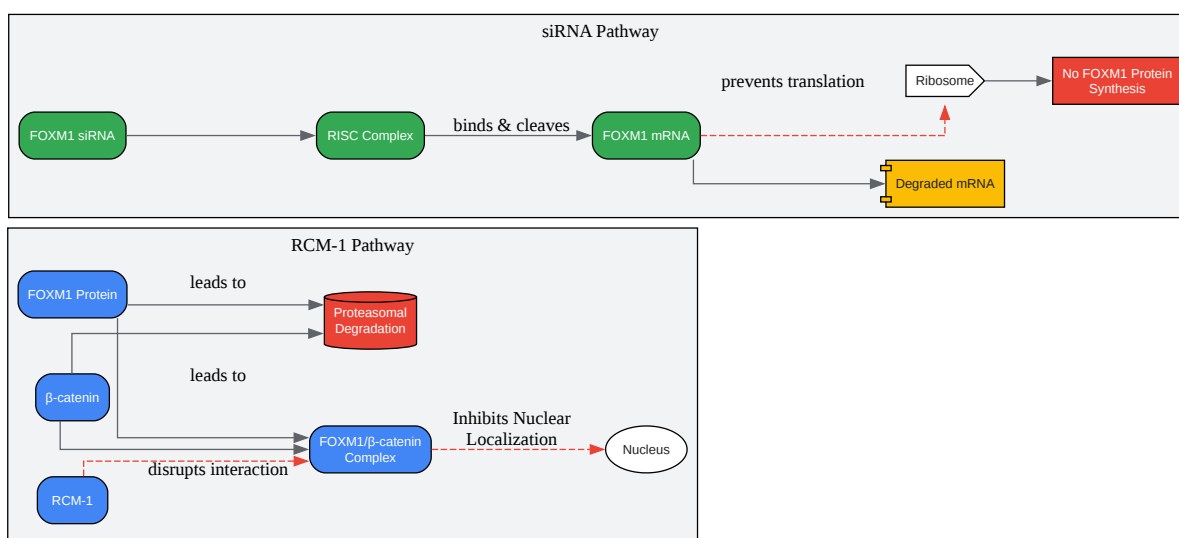 siRNA Pathway
prevents translation
Ribosome
No FOXM1 Protein
Synthesis
FOXM1 siRNA
RISC Complex
binds & cleaves
FOXM1 mRNA
Degraded mRNA
RCM-1 Pathway
FOXM1 Protein
leads to
Proteasomal
Degradation
leads to
β-catenin
FOXM1/β-catenin
Complex
Inhibits Nuclear
Localization
Nucleus
disrupts interaction
RCM-1